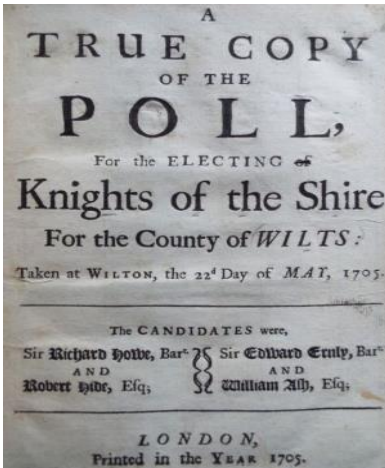 A
TRUE COPY
OF THE
POLL,
For the ELECTING of
Knights of the Shire
For the County of WILTS:
Taken at WILTON, the 22d Day of MAY, 1705.
The CANDIDATES were,
Sir Richard Howe, Bart. Sir Edward Ernly, Bart.
AND AND
Robert Hide, Esq; William Ash, Esq;
LONDON,
Printed in the YEAR 1705.